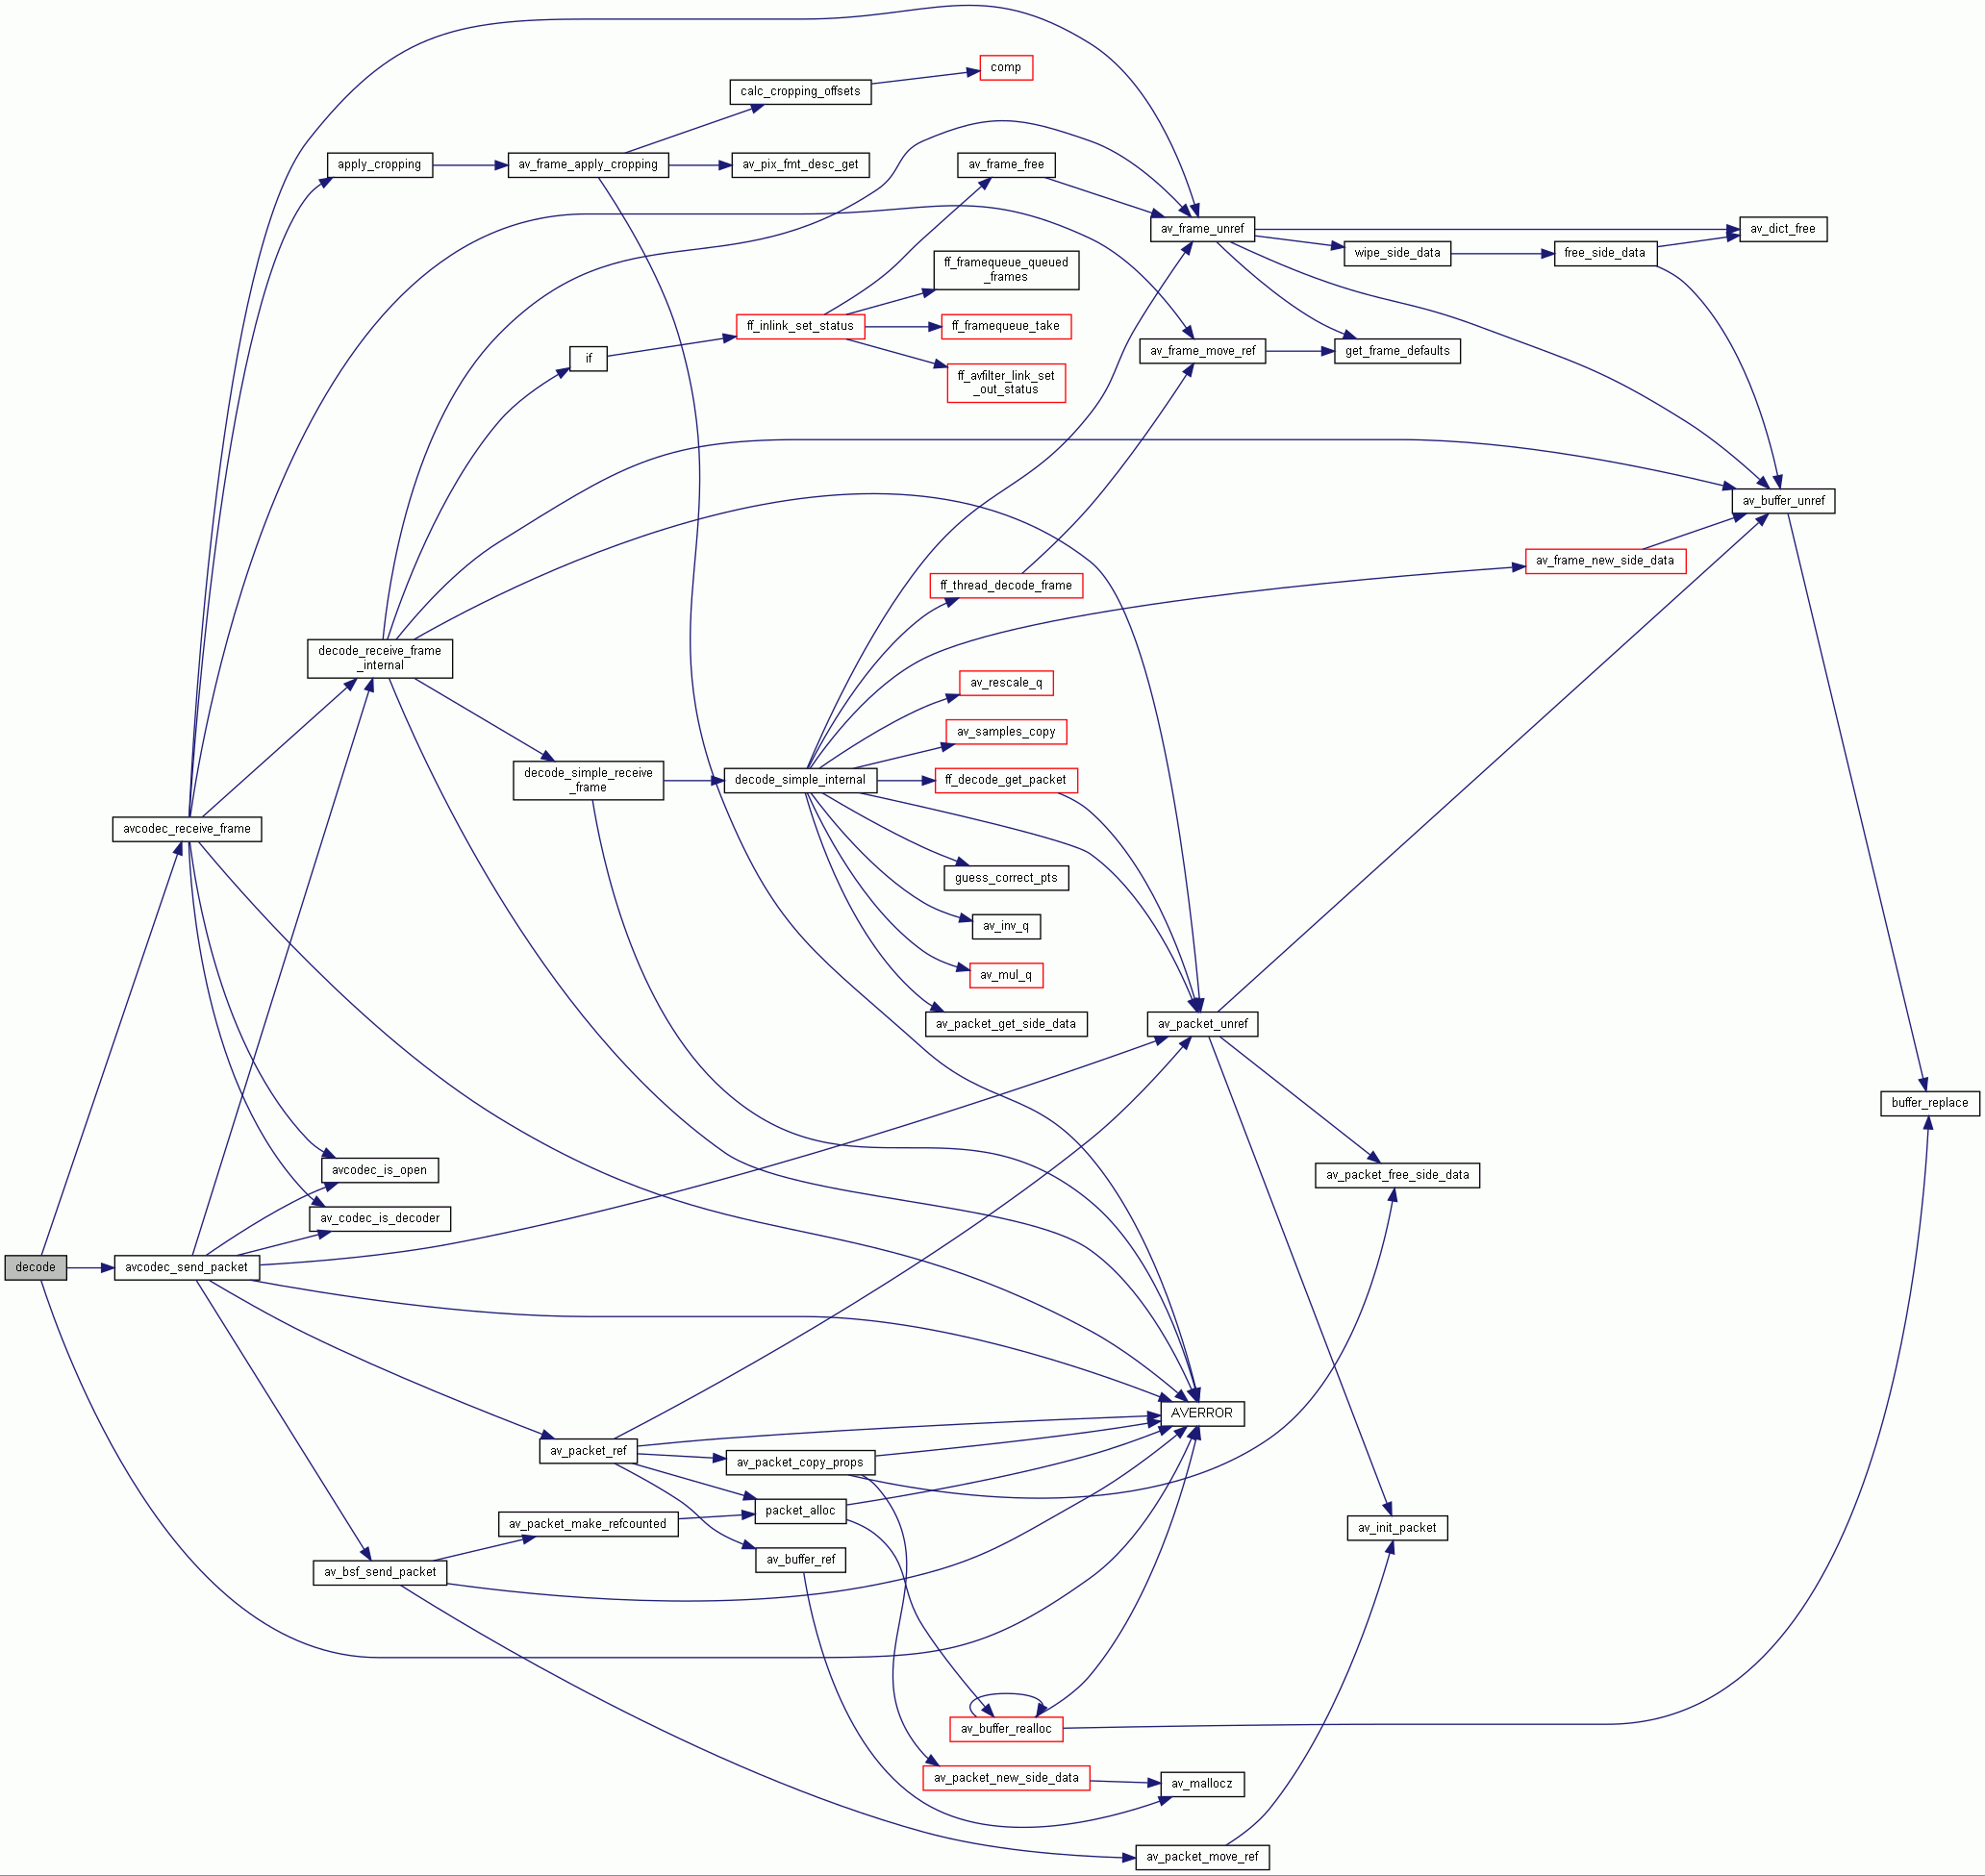 comp
calc_cropping_offsets
apply_cropping
av_frame_apply_cropping
av_pix_fmt_desc_get
av_frame_free
av_frame_unref
av_dict_free
wipe_side_data
free_side_data
ff_framequeue_queued
_frames
ff_inlink_set_status
ff_framequeue_take
if
av_frame_move_ref
get_frame_defaults
ff_avfilter_link_set
_out_status
av_buffer_unref
av_frame_new_side_data
ff_thread_decode_frame
decode_receive_frame
_internal
av_rescale_q
av_samples_copy
decode_simple_receive
_frame
decode_simple_internal
ff_decode_get_packet
avcodec_receive_frame
guess_correct_pts
av_inv_q
av_mul_q
av_packet_get_side_data
av_packet_unref
buffer_replace
avcodec_is_open
av_packet_free_side_data
av_codec_is_decoder
decode
avcodec_send_packet
AVERROR
av_packet_ref
av_packet_copy_props
packet_alloc
av_packet_make_refcounted
av_init_packet
av_buffer_ref
av_bsf_send_packet
av_buffer_realloc
av_packet_new_side_data
av_mallocz
av_packet_move_ref